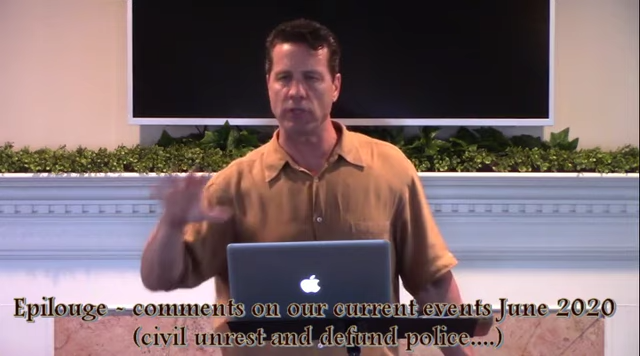 Epilouge - comments on our current events June 2020
(civil unrest and defund police....)